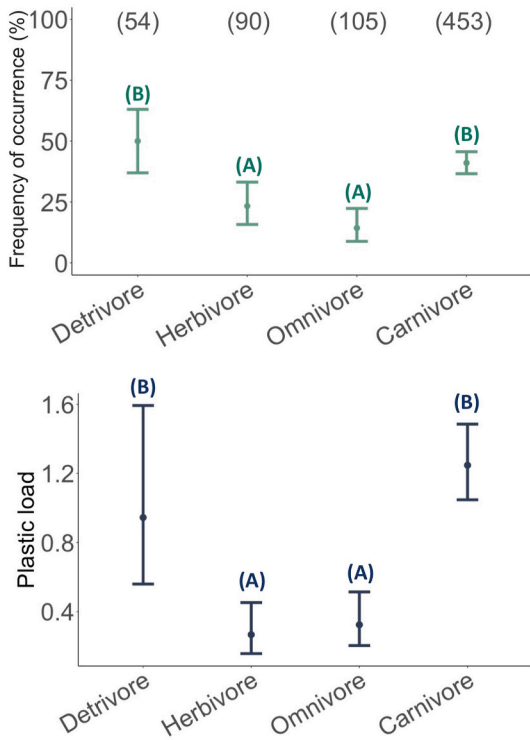 100 (54) (90) (105) (453)
(B)
75
(B)
50
(A)
(A)
25
0
Frequency of occurrence (%)
Detrivore Herbivore Omnivore Carnivore
(B)
1.6
(B)
1.2
0.8
(A)
(A)
0.4
Plastic load
Detrivore Herbivore Omnivore Carnivore